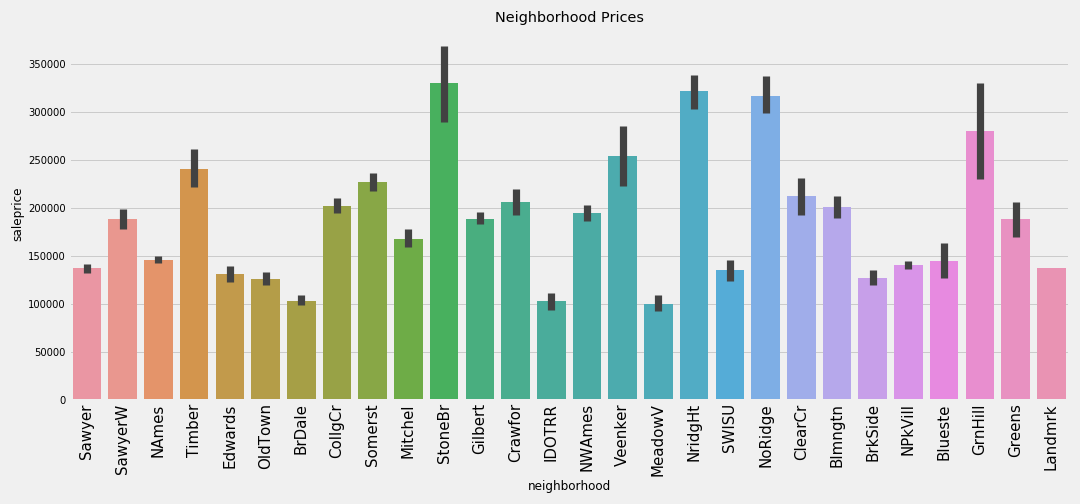 Neighborhood Prices
saleprice
350000
300000
250000
200000
150000
100000
50000
0
Sawyer
SawyerW
NAmes
Timber
Edwards
OldTown
BrDale
CollgCr
Somerst
Mitchel
StoneBr
Gilbert
Crawfor
IDOTRR
NWAmes
Veenker
MeadowV
NridgHt
SWISU
NoRidge
ClearCr
Blmngtn
BrkSide
NPkVill
Blueste
GrnHill
Greens
Landmrk
neighborhood